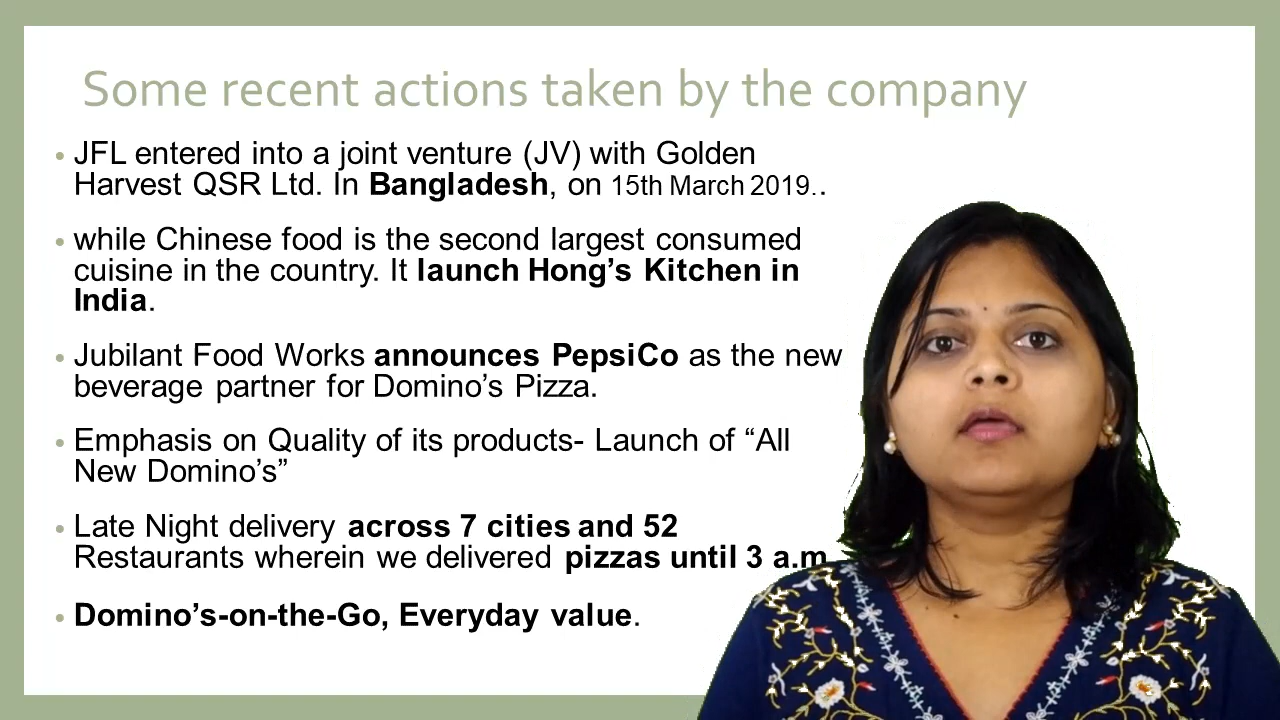 Some recent actions taken by the company
• JFL entered into a joint venture (JV) with Golden
Harvest QSR Ltd. In Bangladesh, on 15th March 2019..
• while Chinese food is the second largest consumed
cuisine in the country. It launch Hong’s Kitchen in
India.
• Jubilant Food Works announces PepsiCo as the new
beverage partner for Domino’s Pizza.
• Emphasis on Quality of its products- Launch of “All
New Domino’s”
• Late Night delivery across 7 cities and 52
Restaurants wherein we delivered pizzas until 3 a.m
• Domino’s-on-the-Go, Everyday value.